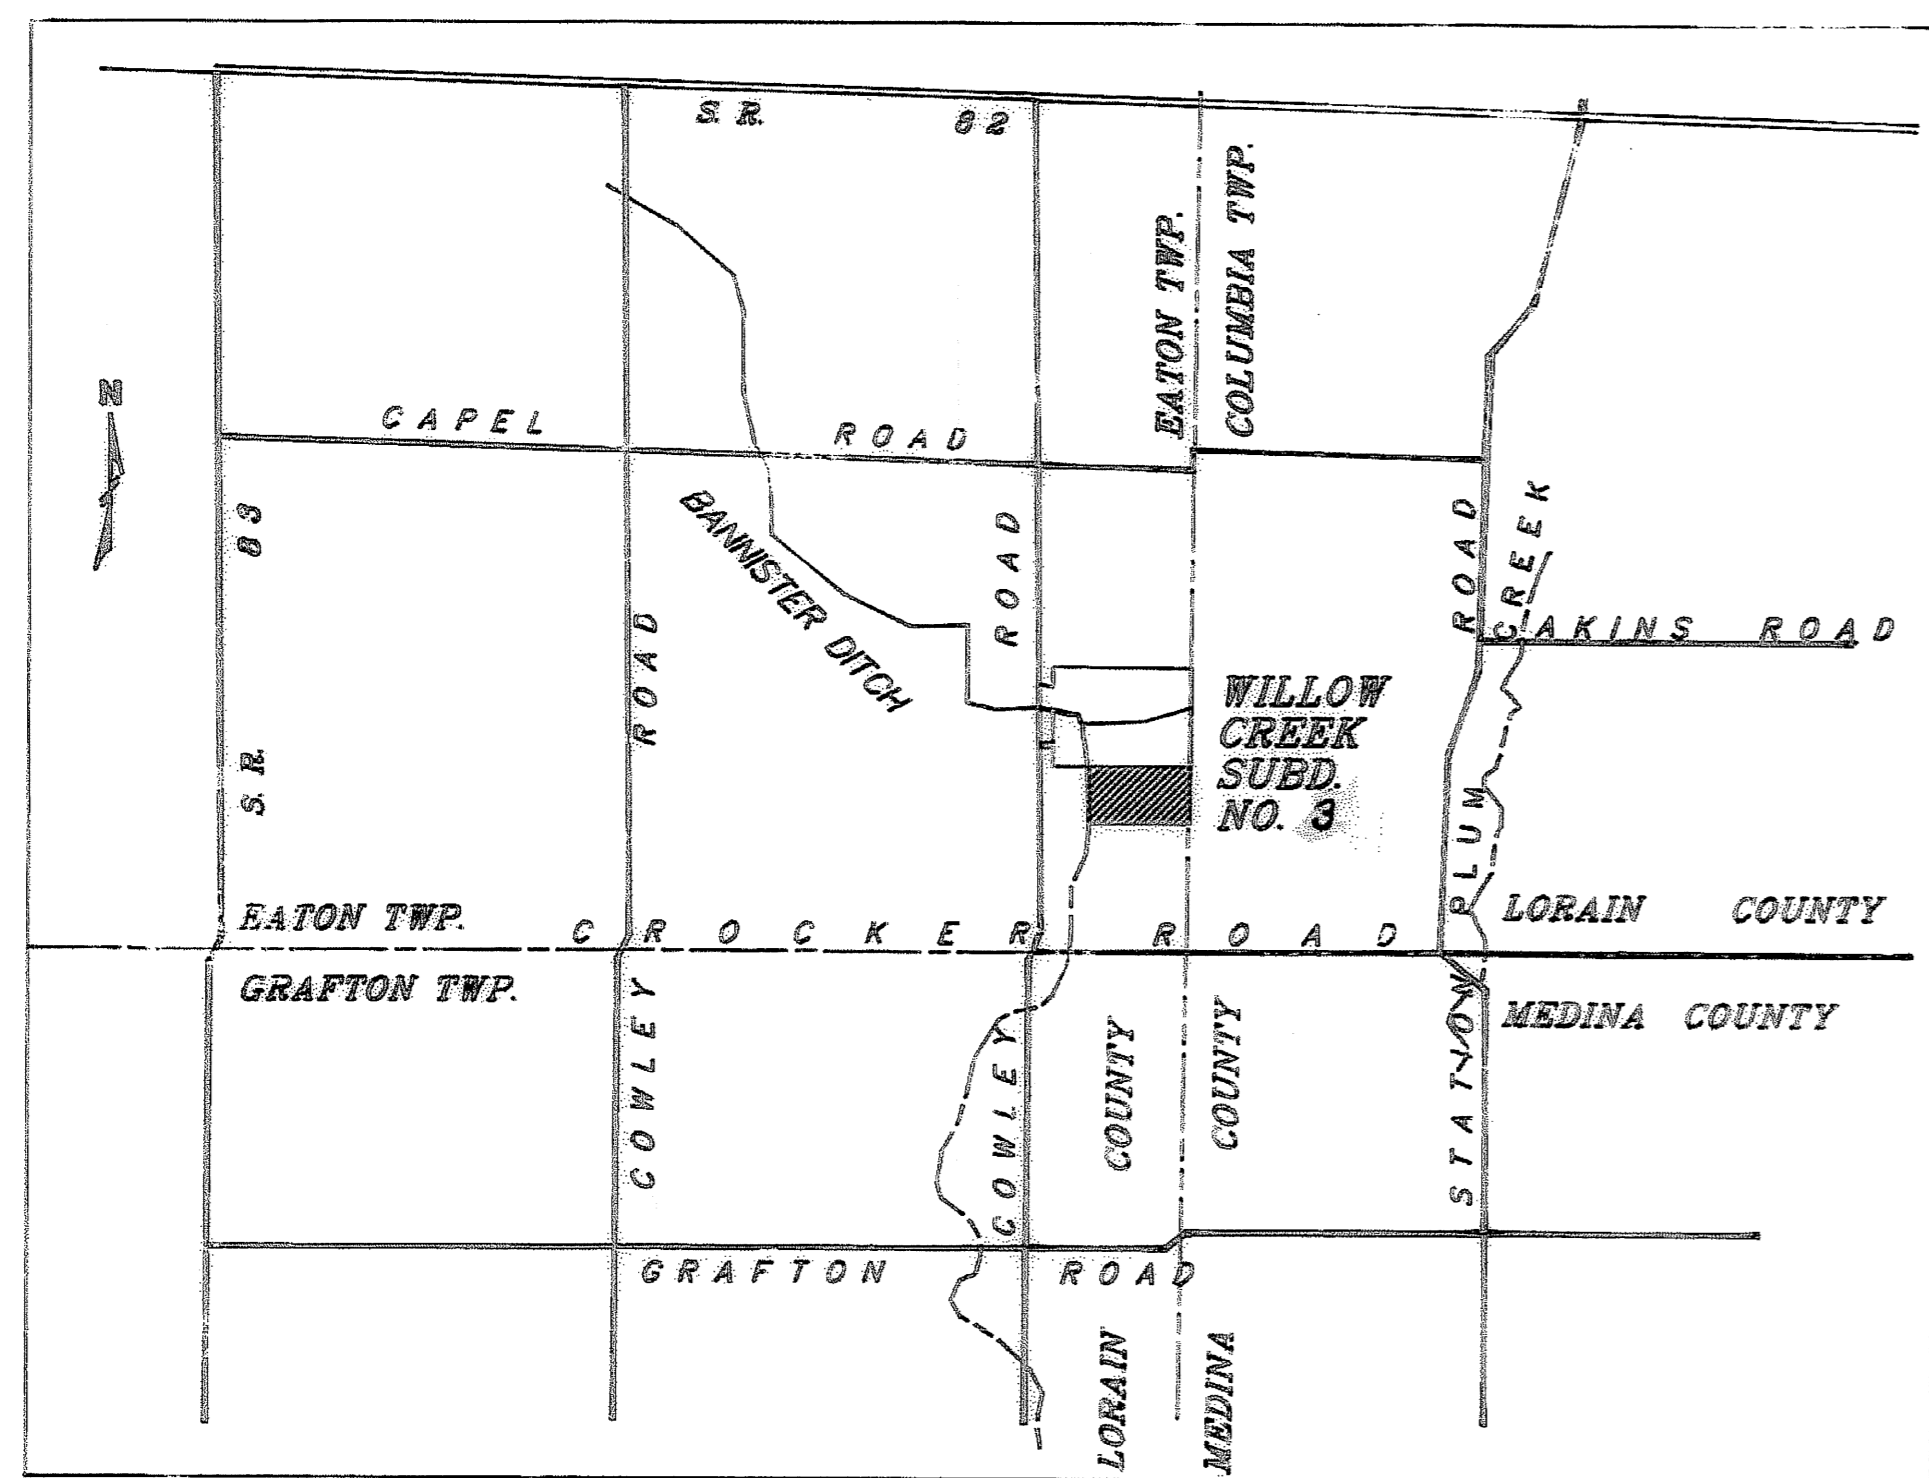 S. R. 82
EATON TWP.
COLUMBIA TWP.
N
CAPEL ROAD
S. R. 83
BANNISTER DITCH
COWLEY ROAD
COWLEY ROAD
STATION ROAD
PLUM CREEK
AKINS ROAD
WILLOW
CREEK
SUBD.
NO. 3
EATON TWP.
CROCKER ROAD
LORAIN COUNTY
GRAFTON TWP.
MEDINA COUNTY
LORAIN COUNTY
MEDINA COUNTY
GRAFTON ROAD